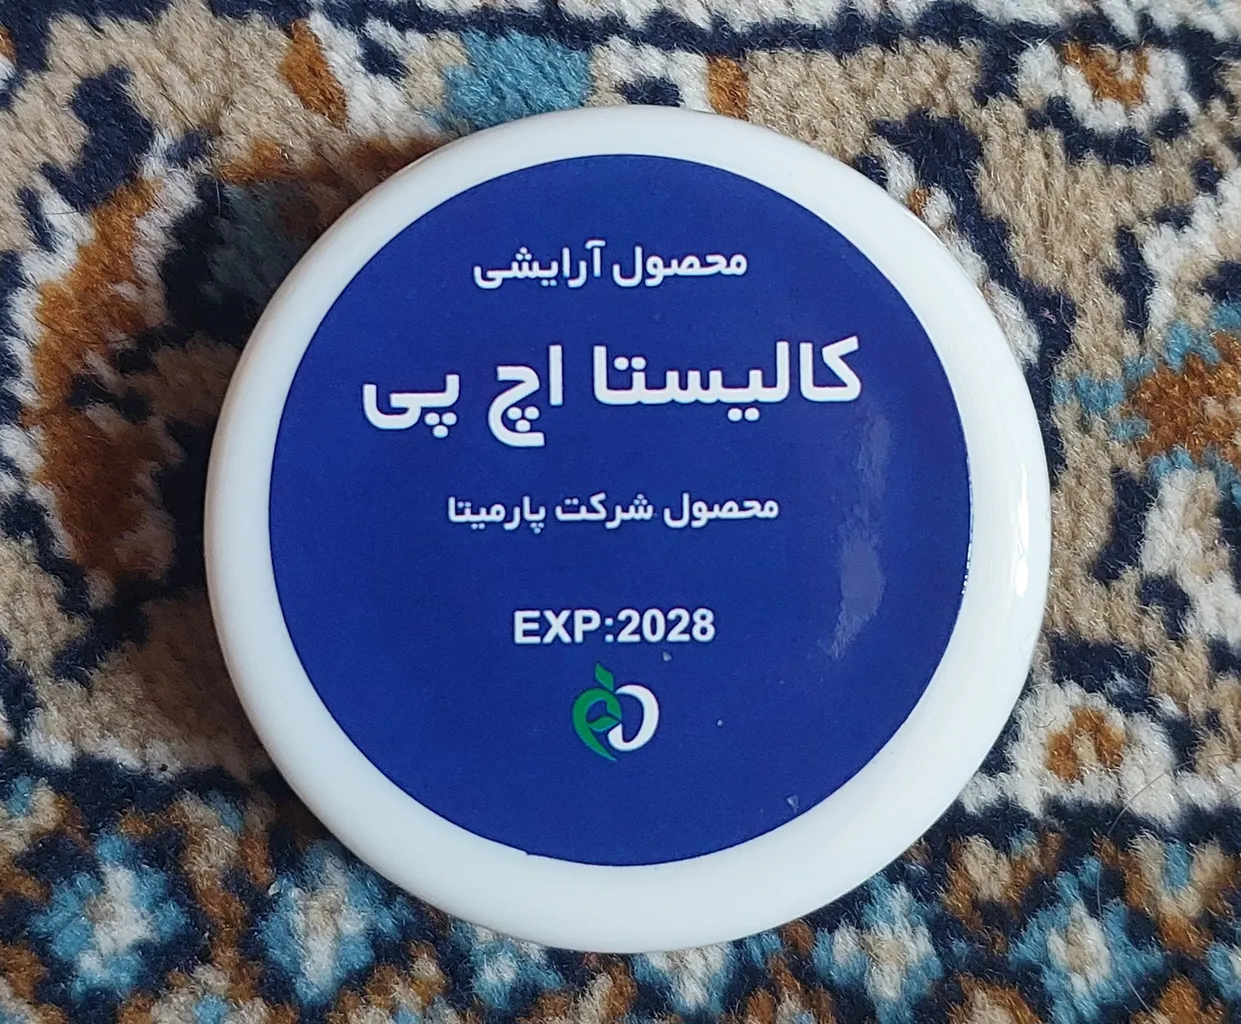 محصول آرایشی
کالیستا اچ پی
محصول شرکت پارمیتا
EXP:2028